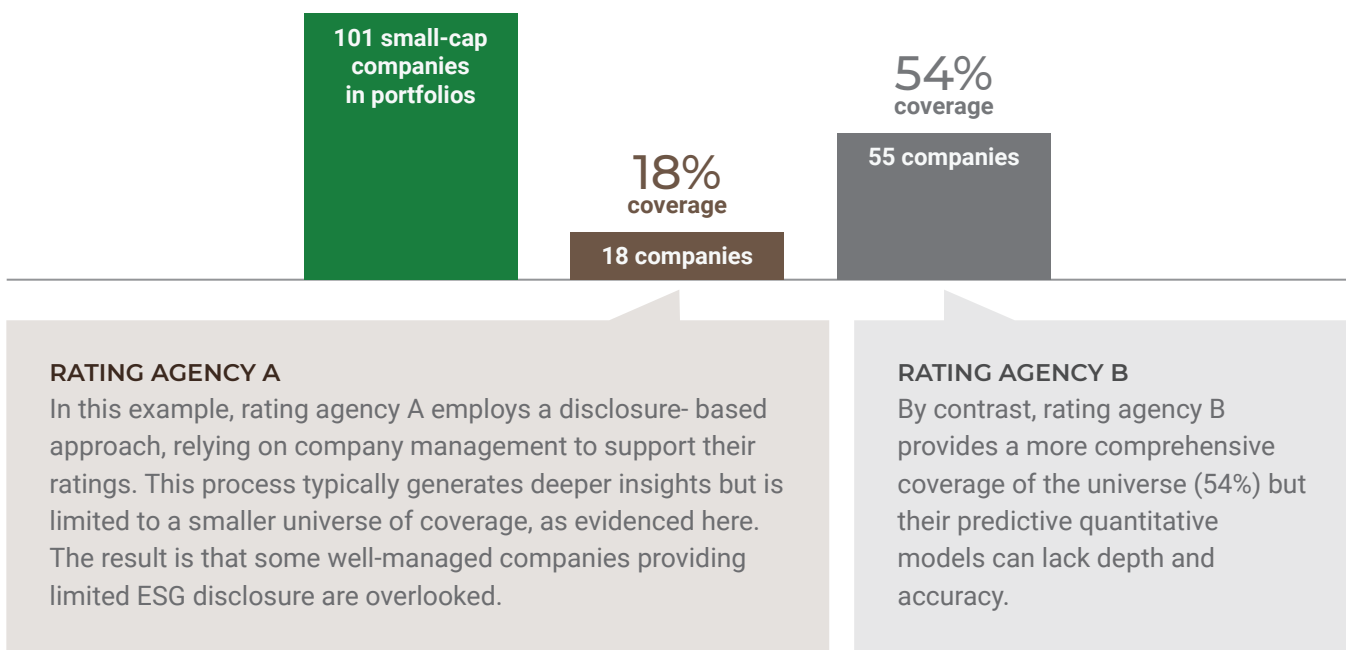 101 small-cap
companies
in portfolios
18%
coverage
18 companies
54%
coverage
55 companies
RATING AGENCY A
In this example, rating agency A employs a disclosure- based
approach, relying on company management to support their
ratings. This process typically generates deeper insights but is
limited to a smaller universe of coverage, as evidenced here.
The result is that some well-managed companies providing
limited ESG disclosure are overlooked.
RATING AGENCY B
By contrast, rating agency B
provides a more comprehensive
coverage of the universe (54%) but
their predictive quantitative
models can lack depth and
accuracy.